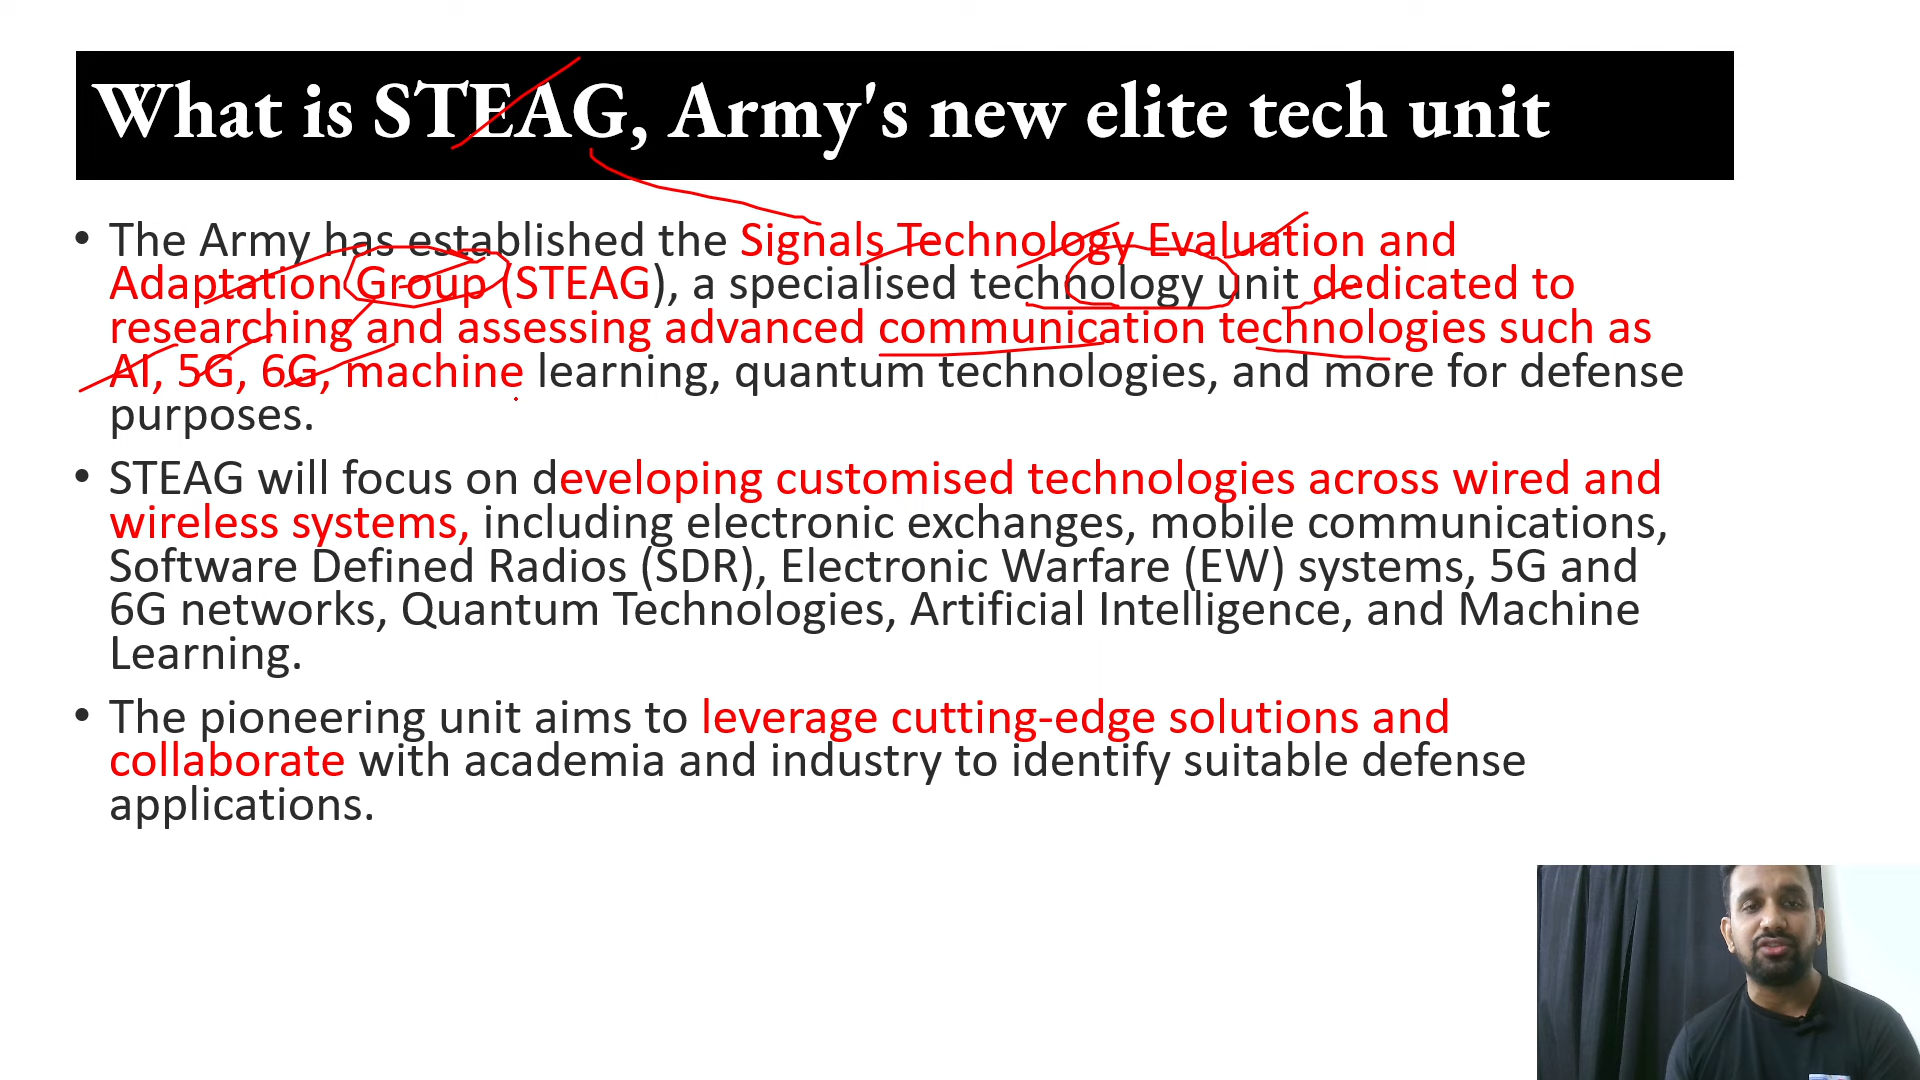 What is STEAG, Army's new elite tech unit
• The Army has established the Signals Technology Evaluation and
Adaptation Group (STEAG), a specialised technology unit dedicated to
researching and assessing advanced communication technologies such as
AI, 5G, 6G, machine learning, quantum technologies, and more for defense
purposes.
• STEAG will focus on developing customised technologies across wired and
wireless systems, including electronic exchanges, mobile communications,
Software Defined Radios (SDR), Electronic Warfare (EW) systems, 5G and
6G networks, Quantum Technologies, Artificial Intelligence, and Machine
Learning.
• The pioneering unit aims to leverage cutting-edge solutions and
collaborate with academia and industry to identify suitable defense
applications.